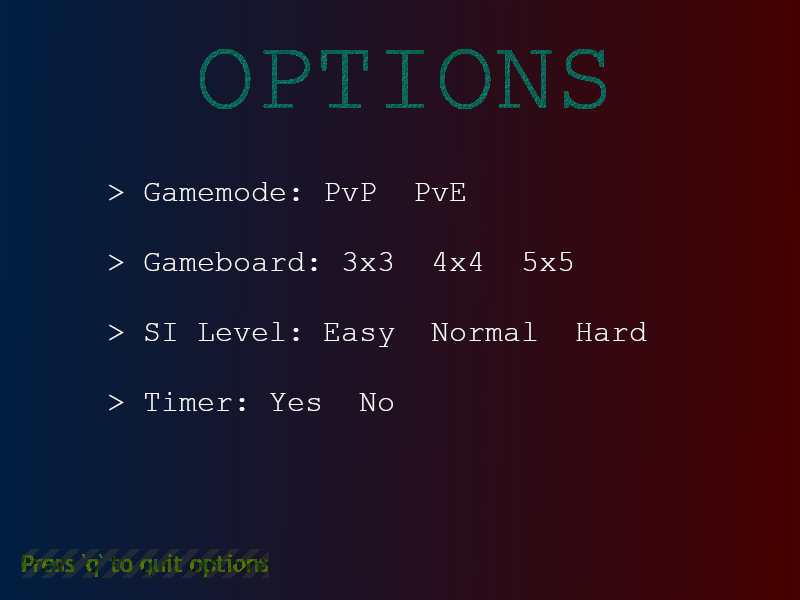 OPTIONS
> Gamemode: PvP  PvE
> Gameboard: 3x3  4x4  5x5
> SI Level: Easy  Normal  Hard
> Timer: Yes  No
Press `q` to quit options